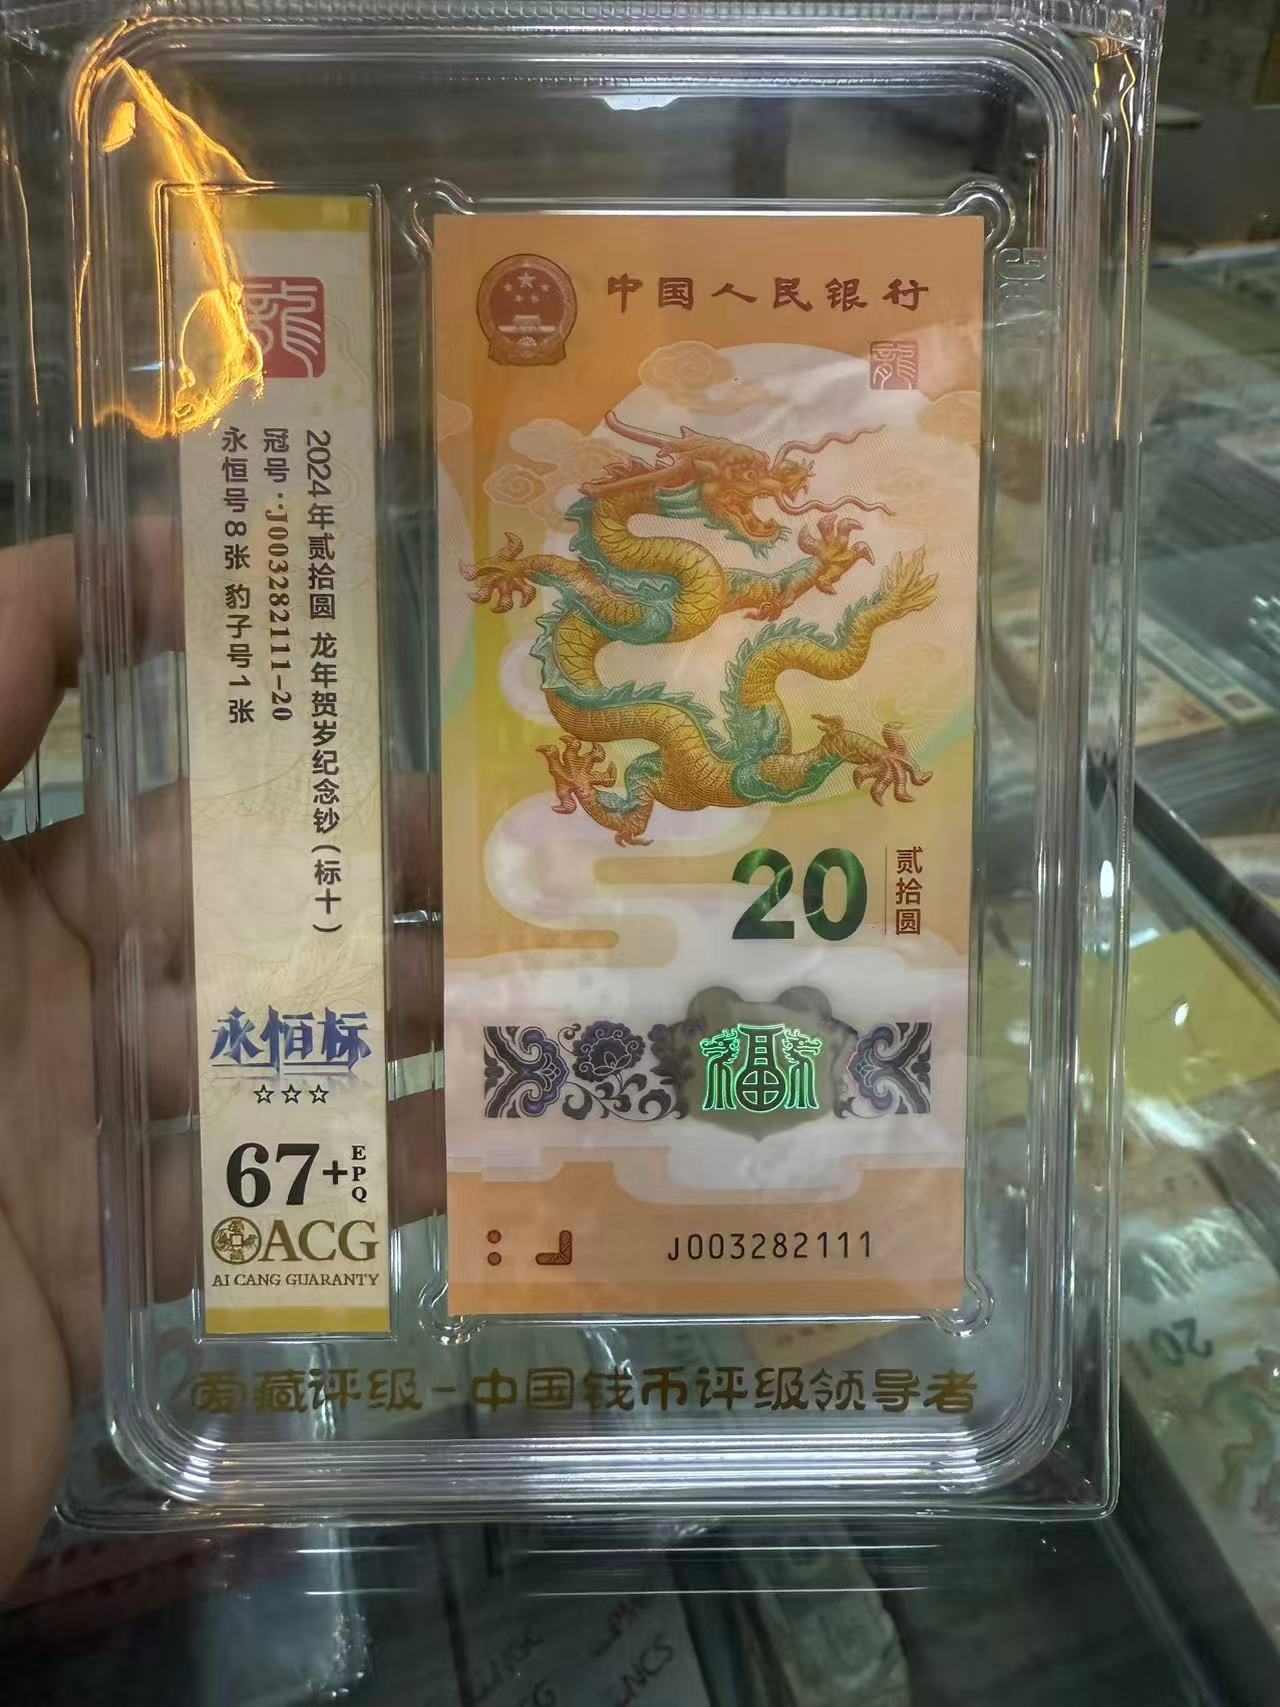 龍
2024年贰拾圆 龙年贺岁纪念钞(标十)
冠号:J003282111-20
永恒号8张 豹子号1张
永恒标
☆☆☆
67+EPQ
ACG
AI CANG GUARANTY
中国人民银行
龍
20
贰拾圆
福
J003282111
爱藏评级-中国钱币评级领导者
20